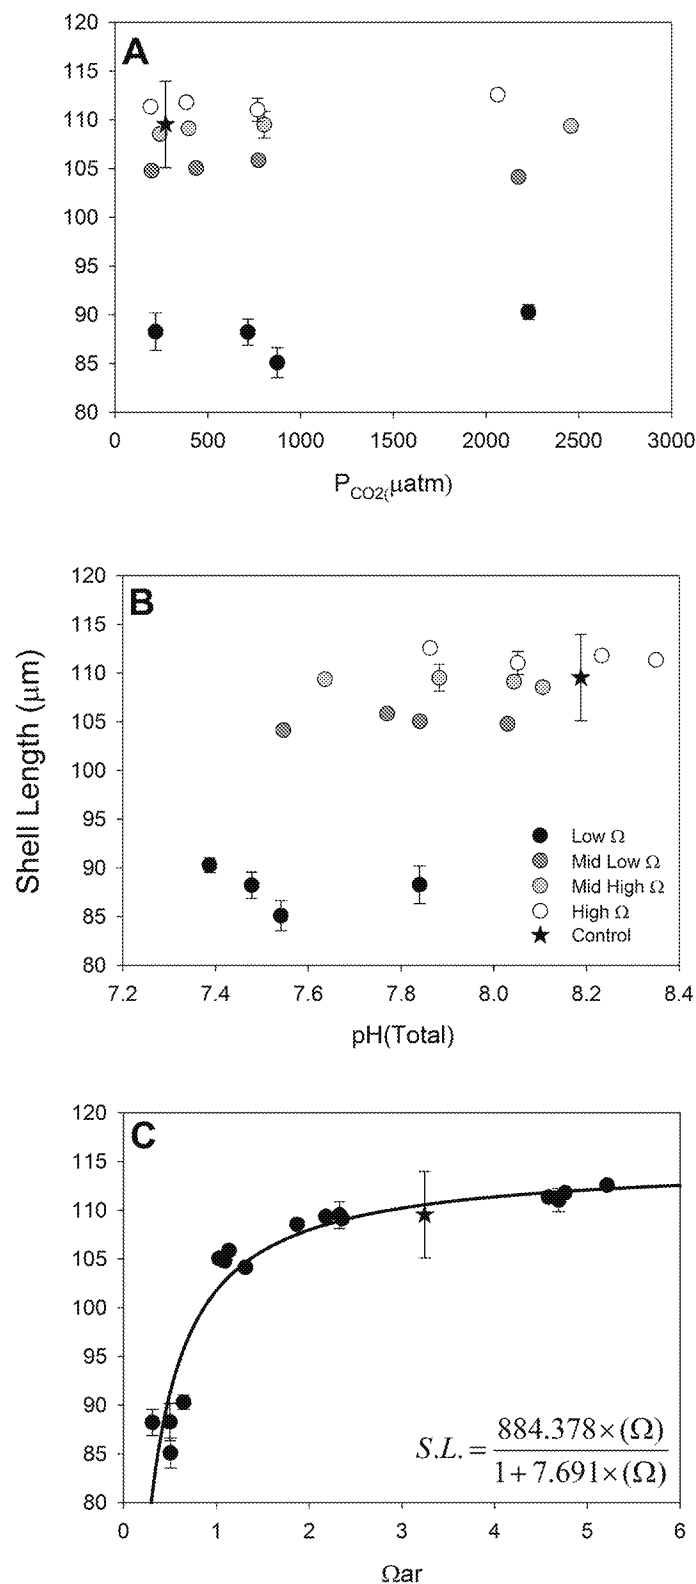 A
120
115
110
105
100
95
90
85
80
0 500 1000 1500 2000 2500 3000
P_CO2(μatm)
Shell Length (μm)
B
120
115
110
105
100
95
90
85
80
Low Ω
Mid Low Ω
Mid High Ω
High Ω
Control
7.2 7.4 7.6 7.8 8.0 8.2 8.4
pH(Total)
C
120
115
110
105
100
95
90
85
80
S.L. = 884.378×(Ω) / 1+7.691×(Ω)
0 1 2 3 4 5 6
Ωar